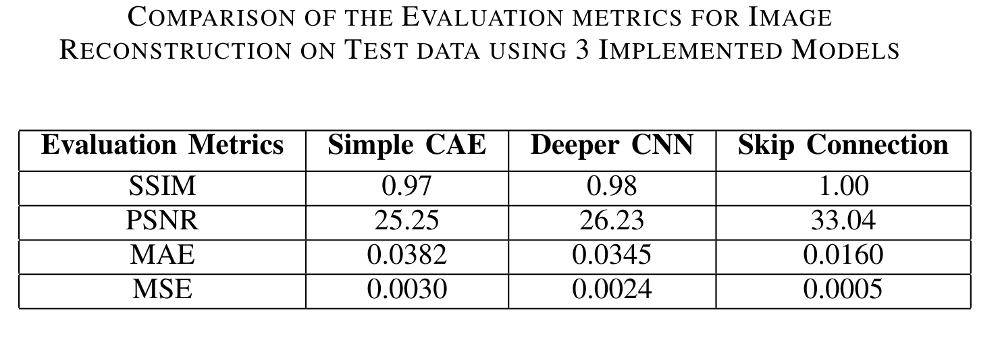 COMPARISON OF THE EVALUATION METRICS FOR IMAGE
RECONSTRUCTION ON TEST DATA USING 3 IMPLEMENTED MODELS
Evaluation Metrics Simple CAE Deeper CNN Skip Connection
SSIM 0.97 0.98 1.00
PSNR 25.25 26.23 33.04
MAE 0.0382 0.0345 0.0160
MSE 0.0030 0.0024 0.0005